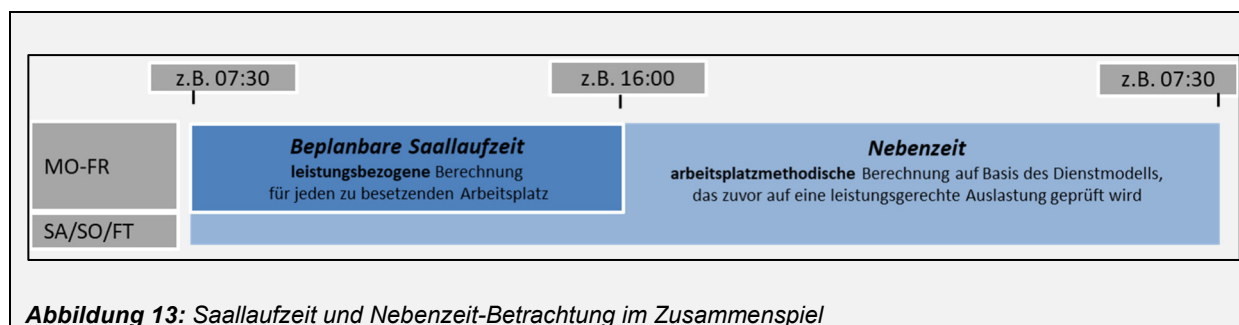 z.B. 07:30
z.B. 16:00
z.B. 07:30
MO-FR
Beplanbare Saallaufzeit
leistungsbezogene Berechnung
für jeden zu besetzenden Arbeitsplatz
Nebenzeit
arbeitsplatzmethodische Berechnung auf Basis des Dienstmodells,
das zuvor auf eine leistungsgerechte Auslastung geprüft wird
SA/SO/FT
Abbildung 13: Saallaufzeit und Nebenzeit-Betrachtung im Zusammenspiel